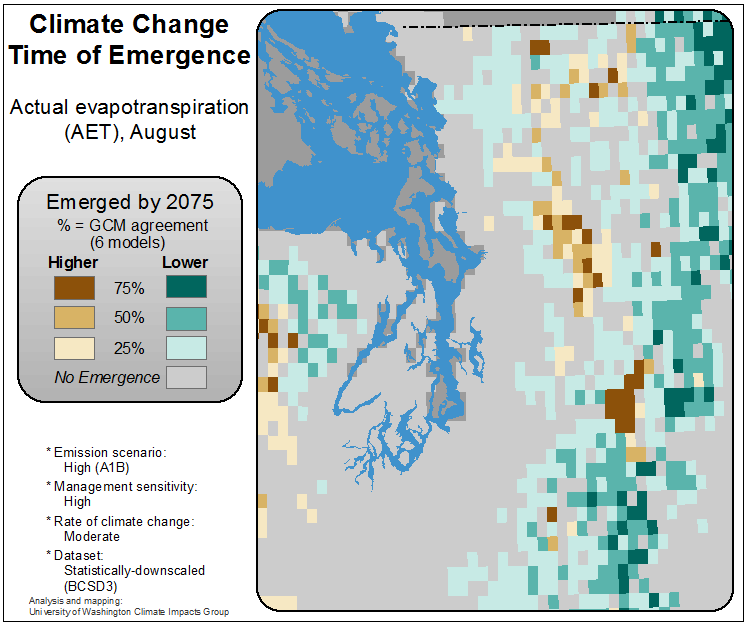 Climate Change
Time of Emergence
Actual evapotranspiration
(AET), August
Emerged by 2075
% = GCM agreement
(6 models)
Higher Lower
75%
50%
25%
No Emergence
* Emission scenario:
High (A1B)
* Management sensitivity:
High
* Rate of climate change:
Moderate
* Dataset:
Statistically-downscaled
(BCSD3)
Analysis and mapping:
University of Washington Climate Impacts Group